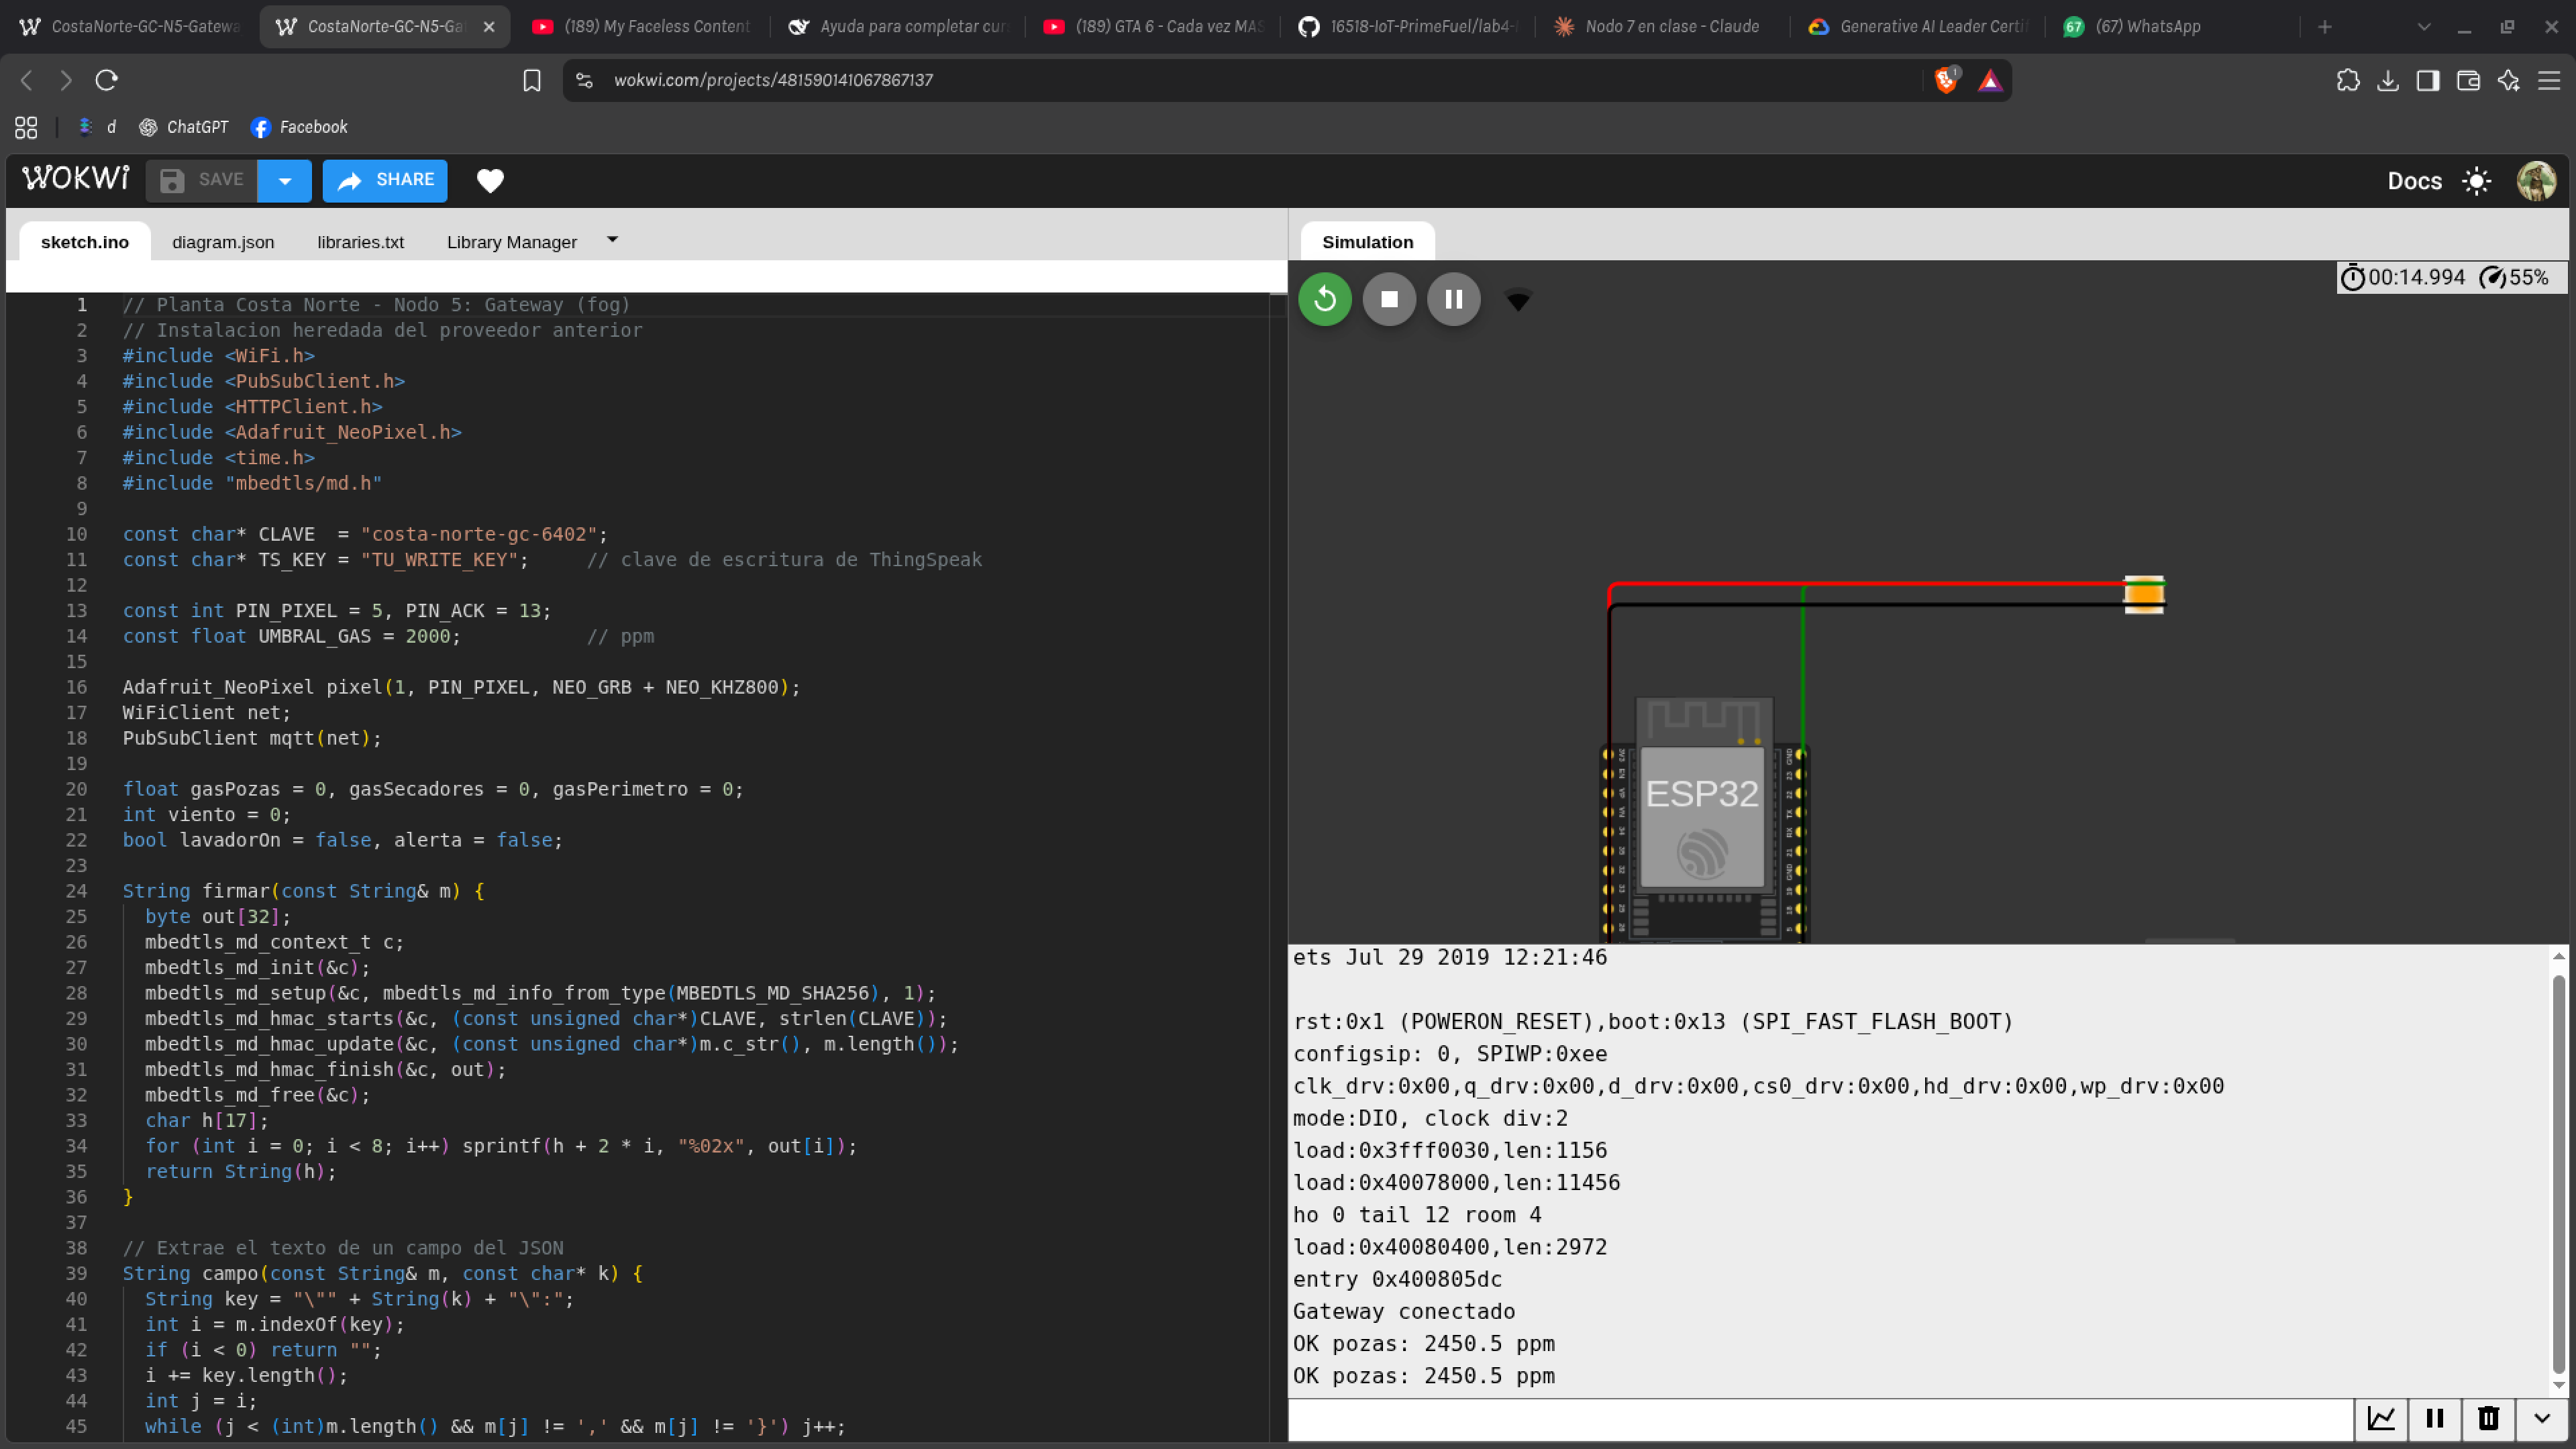 CostaNorte-GC-N5-Gatewa
CostaNorte-GC-N5-Ga
(189) My Faceless Content
Ayuda para completar cur
(189) GTA 6 - Cada vez MAS
16518-IoT-PrimeFuel/lab4-
Nodo 7 en clase - Claude
Generative AI Leader Certifi
67
(67) WhatsApp
wokwi.com/projects/481590141067867137
1
d
ChatGPT
Facebook
WOKWI
SAVE
SHARE
Docs
sketch.ino
diagram.json
libraries.txt
Library Manager
Simulation
00:14.994
55%
1 // Planta Costa Norte - Nodo 5: Gateway (fog)
2 // Instalacion heredada del proveedor anterior
3 #include <WiFi.h>
4 #include <PubSubClient.h>
5 #include <HTTPClient.h>
6 #include <Adafruit_NeoPixel.h>
7 #include <time.h>
8 #include "mbedtls/md.h"
9
10 const char* CLAVE  = "costa-norte-gc-6402";
11 const char* TS_KEY = "TU_WRITE_KEY";     // clave de escritura de ThingSpeak
12
13 const int PIN_PIXEL = 5, PIN_ACK = 13;
14 const float UMBRAL_GAS = 2000;           // ppm
15
16 Adafruit_NeoPixel pixel(1, PIN_PIXEL, NEO_GRB + NEO_KHZ800);
17 WiFiClient net;
18 PubSubClient mqtt(net);
19
20 float gasPozas = 0, gasSecadores = 0, gasPerimetro = 0;
21 int viento = 0;
22 bool lavadorOn = false, alerta = false;
23
24 String firmar(const String& m) {
25   byte out[32];
26   mbedtls_md_context_t c;
27   mbedtls_md_init(&c);
28   mbedtls_md_setup(&c, mbedtls_md_info_from_type(MBEDTLS_MD_SHA256), 1);
29   mbedtls_md_hmac_starts(&c, (const unsigned char*)CLAVE, strlen(CLAVE));
30   mbedtls_md_hmac_update(&c, (const unsigned char*)m.c_str(), m.length());
31   mbedtls_md_hmac_finish(&c, out);
32   mbedtls_md_free(&c);
33   char h[17];
34   for (int i = 0; i < 8; i++) sprintf(h + 2 * i, "%02x", out[i]);
35   return String(h);
36 }
37
38 // Extrae el texto de un campo del JSON
39 String campo(const String& m, const char* k) {
40   String key = "\"" + String(k) + "\":";
41   int i = m.indexOf(key);
42   if (i < 0) return "";
43   i += key.length();
44   int j = i;
45   while (j < (int)m.length() && m[j] != ',' && m[j] != '}') j++;
ESP32
ets Jul 29 2019 12:21:46
rst:0x1 (POWERON_RESET),boot:0x13 (SPI_FAST_FLASH_BOOT)
configsip: 0, SPIWP:0xee
clk_drv:0x00,q_drv:0x00,d_drv:0x00,cs0_drv:0x00,hd_drv:0x00,wp_drv:0x00
mode:DIO, clock div:2
load:0x3fff0030,len:1156
load:0x40078000,len:11456
ho 0 tail 12 room 4
load:0x40080400,len:2972
entry 0x400805dc
Gateway conectado
OK pozas: 2450.5 ppm
OK pozas: 2450.5 ppm